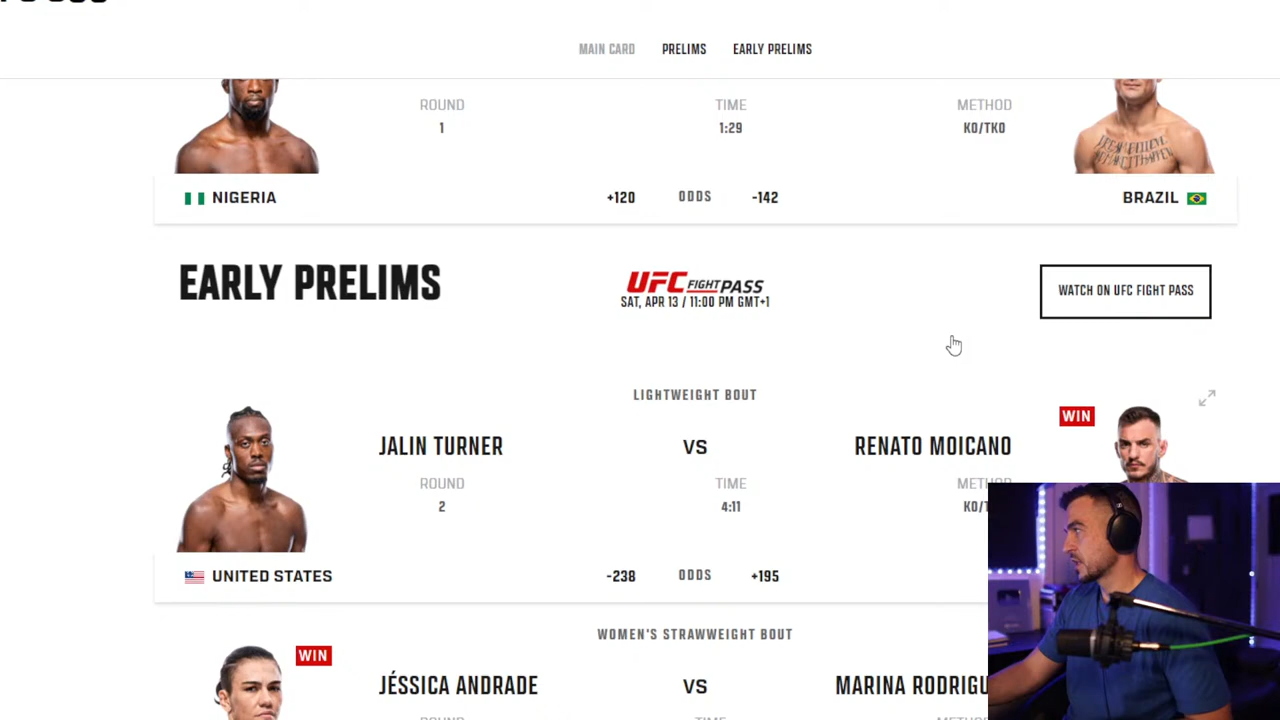 MAIN CARD PRELIMS EARLY PRELIMS
ROUND TIME METHOD
1 1:29 KO/TKO
NIGERIA +120 ODDS -142 BRAZIL
EARLY PRELIMS
UFC FIGHT PASS
SAT, APR 13 / 11:00 PM GMT+1
WATCH ON UFC FIGHT PASS
LIGHTWEIGHT BOUT
WIN
JALIN TURNER VS RENATO MOICANO
ROUND TIME
2 4:11
UNITED STATES -238 ODDS +195
WOMEN'S STRAWWEIGHT BOUT
WIN
JÉSSICA ANDRADE VS MARINA